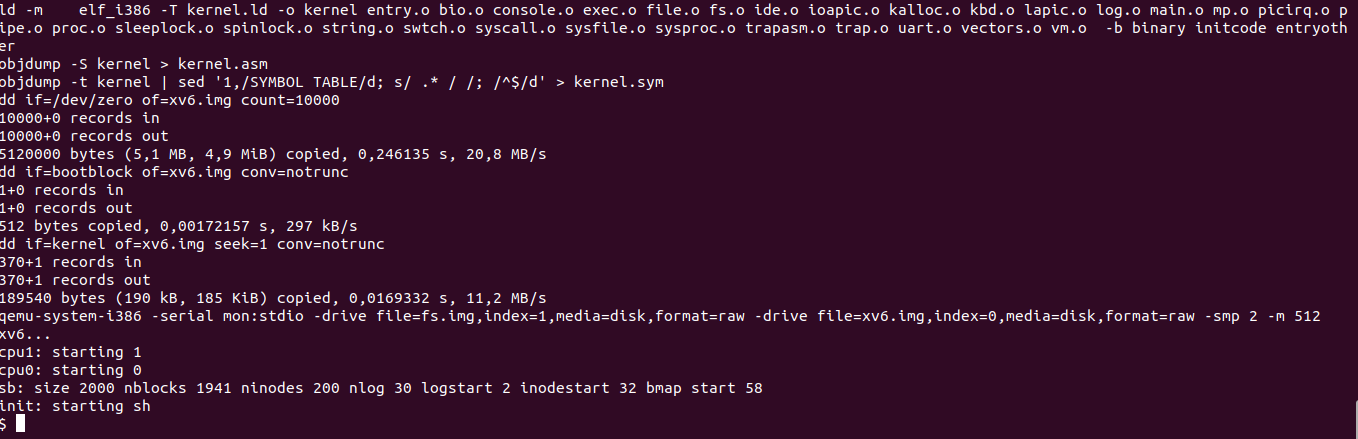 ld -m    elf_i386 -T kernel.ld -o kernel entry.o bio.o console.o exec.o file.o fs.o ide.o ioapic.o kalloc.o kbd.o lapic.o log.o main.o mp.o picirq.o p
ipe.o proc.o sleeplock.o spinlock.o string.o swtch.o syscall.o sysfile.o sysproc.o trapasm.o trap.o uart.o vectors.o vm.o  -b binary initcode entryoth
er
objdump -S kernel > kernel.asm
objdump -t kernel | sed '1,/SYMBOL TABLE/d; s/ .* / /; /^$/d' > kernel.sym
dd if=/dev/zero of=xv6.img count=10000
10000+0 records in
10000+0 records out
5120000 bytes (5,1 MB, 4,9 MiB) copied, 0,246135 s, 20,8 MB/s
dd if=bootblock of=xv6.img conv=notrunc
1+0 records in
1+0 records out
512 bytes copied, 0,00172157 s, 297 kB/s
dd if=kernel of=xv6.img seek=1 conv=notrunc
370+1 records in
370+1 records out
189540 bytes (190 kB, 185 KiB) copied, 0,0169332 s, 11,2 MB/s
qemu-system-i386 -serial mon:stdio -drive file=fs.img,index=1,media=disk,format=raw -drive file=xv6.img,index=0,media=disk,format=raw -smp 2 -m 512
xv6...
cpu1: starting 1
cpu0: starting 0
sb: size 2000 nblocks 1941 ninodes 200 nlog 30 logstart 2 inodestart 32 bmap start 58
init: starting sh
$